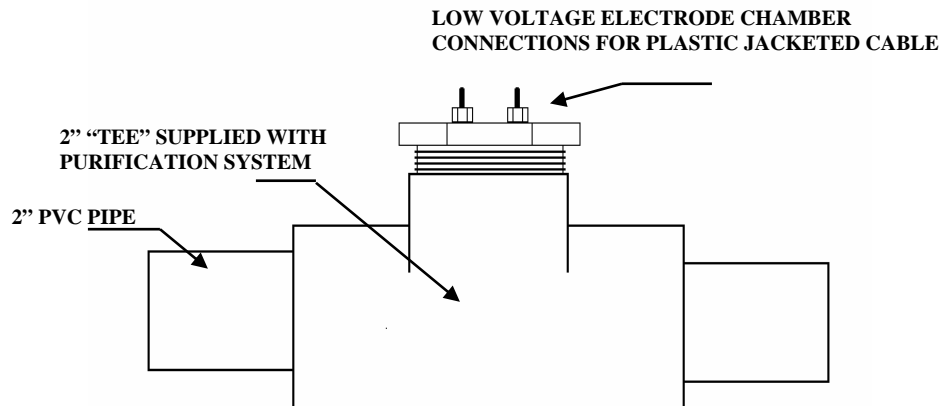 LOW VOLTAGE ELECTRODE CHAMBER
CONNECTIONS FOR PLASTIC JACKETED CABLE
2” “TEE” SUPPLIED WITH
PURIFICATION SYSTEM
2” PVC PIPE